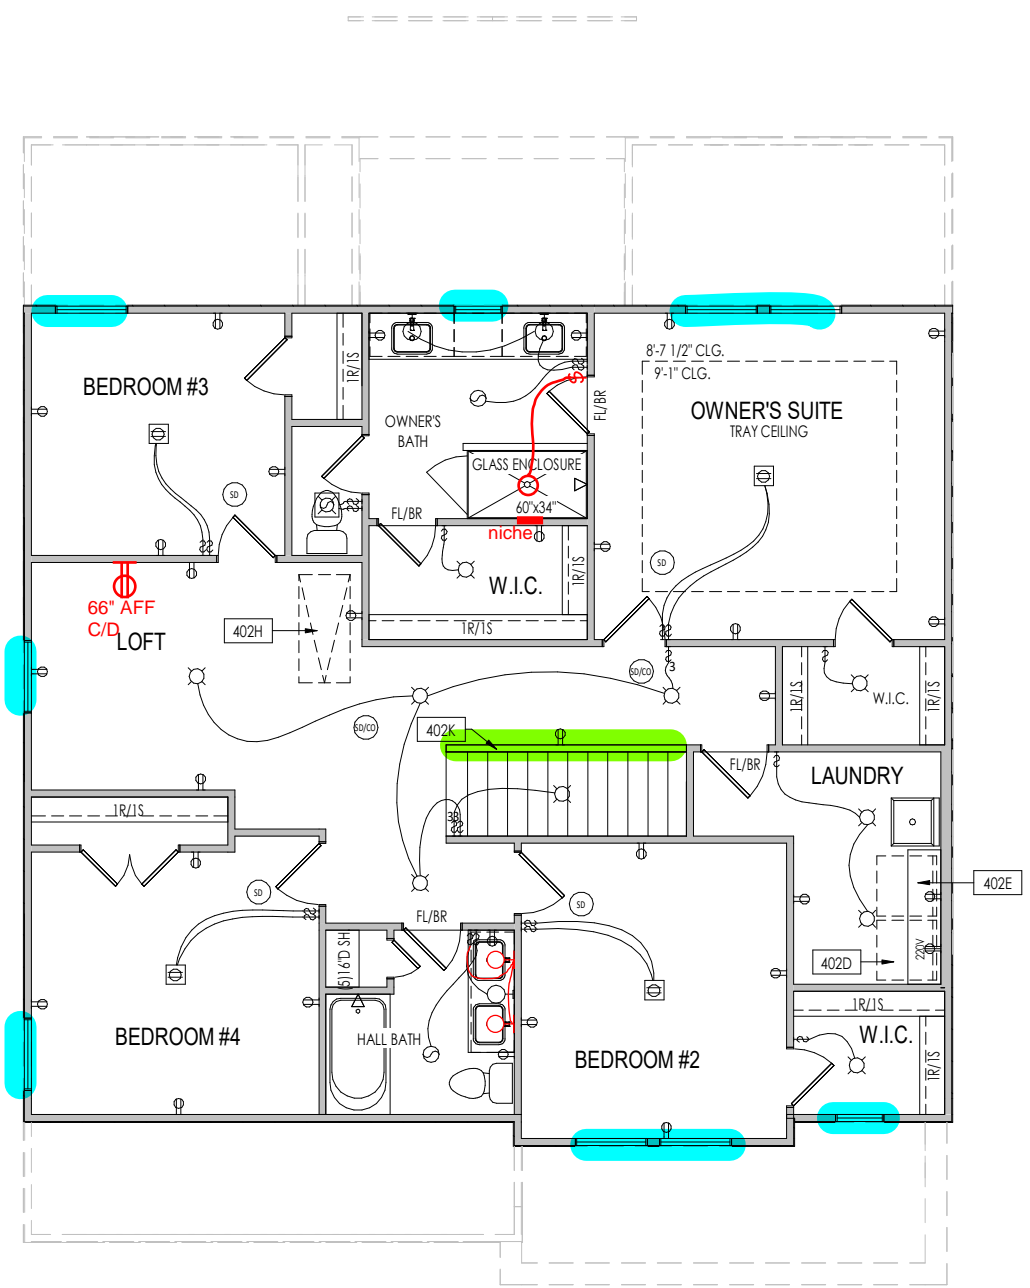 8'-7 1/2" CLG.
9'-1" CLG.
BEDROOM #3
1R/1S
FL/BR
OWNER'S SUITE
TRAY CEILING
OWNER'S
BATH
GLASS ENCLOSURE
60"x34"
SD
FL/BR
niche
W.I.C.
1R/1S
1R/1S
SD
66" AFF
C/D
LOFT
402H
SD/CO
3
W.I.C.
1R/1S
1R/1S
SD/CO
402K
FL/BR
LAUNDRY
1R/1S
33
402E
SD
SD
FL/BR
220V
402D
(5)16"D SH
1R/1S
BEDROOM #4
HALL BATH
BEDROOM #2
W.I.C.
1R/1S